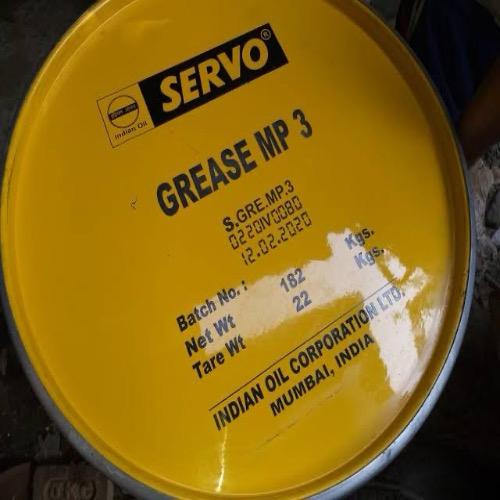 SERVO®
Indian Oil
GREASE MP 3
S.GRE.MP.3
0220IV0080
12.02.2020
Batch No. :
Net Wt 182 Kgs.
Tare Wt 22 Kgs.
INDIAN OIL CORPORATION LTD.
MUMBAI, INDIA